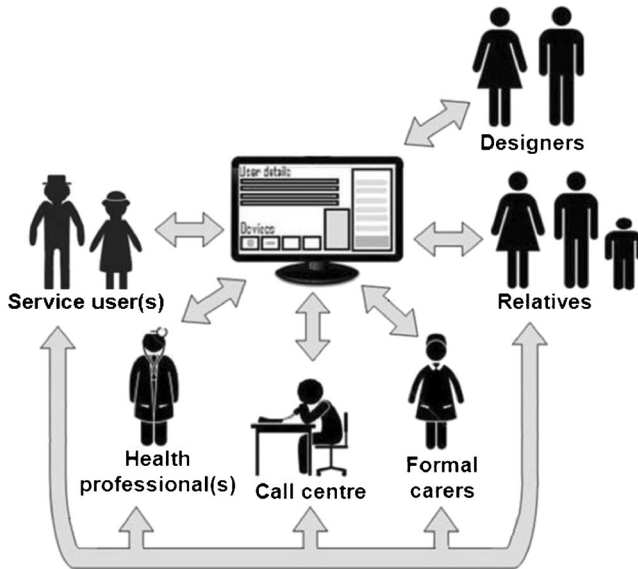 Designers
User details
Devices
Service user(s)
Relatives
Health
professional(s)
Call centre
Formal
carers